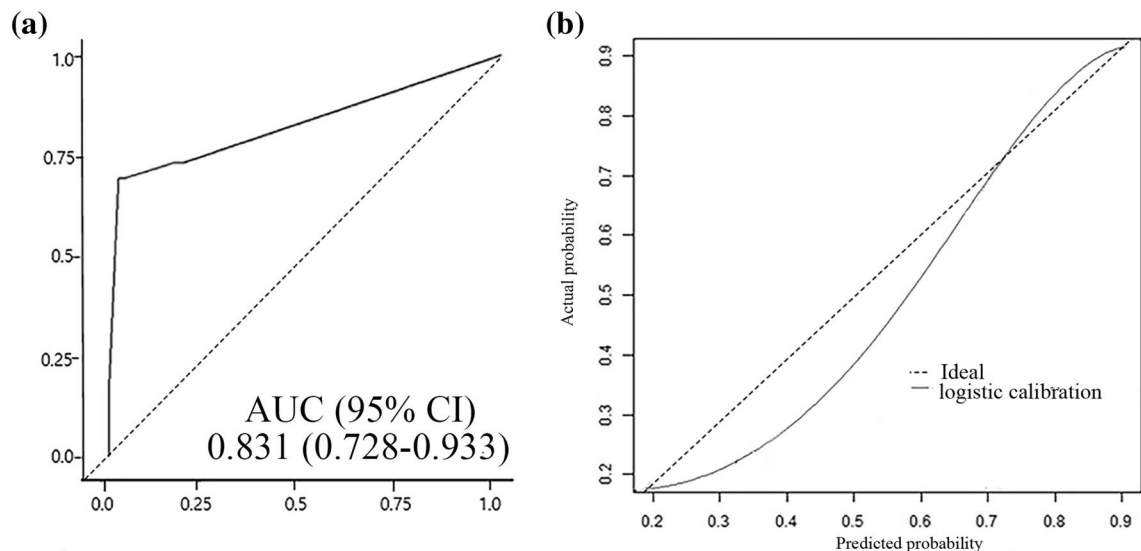 (a)
1.0
0.75
0.5
0.25
0.0
0.0
0.25
0.5
0.75
1.0
AUC (95% CI)
0.831 (0.728-0.933)
(b)
Actual probability
0.9
0.8
0.7
0.6
0.5
0.4
0.3
0.2
Ideal
logistic calibration
0.2 0.3 0.4 0.5 0.6 0.7 0.8 0.9
Predicted probability